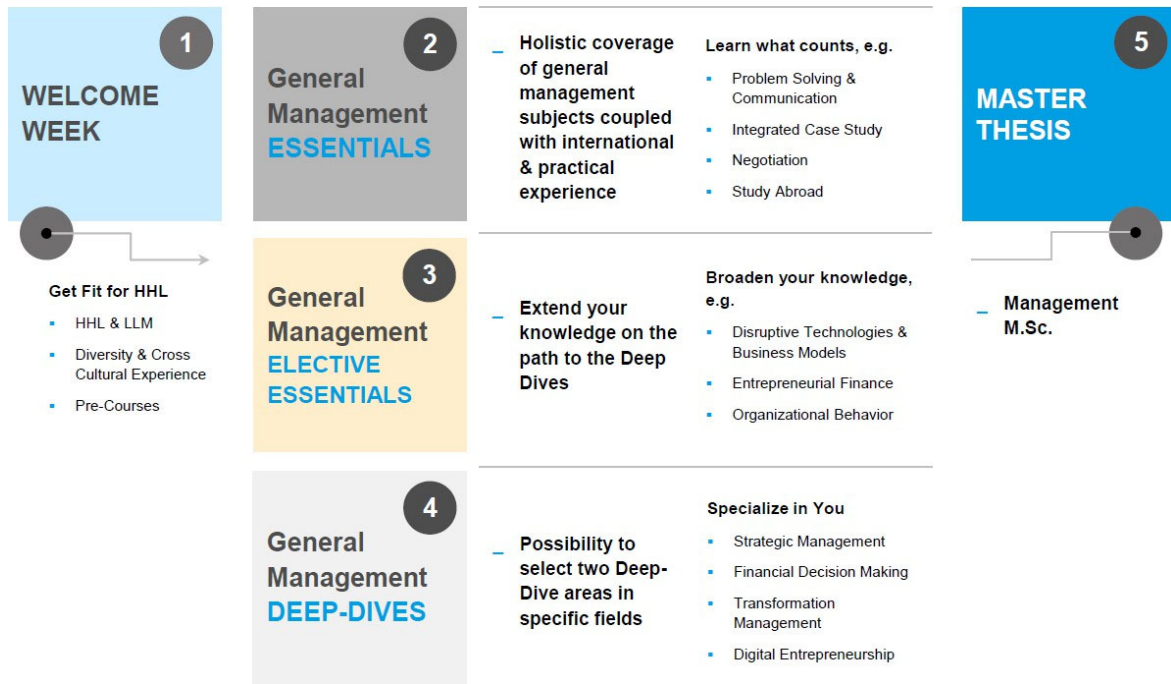 1
WELCOME
WEEK
Get Fit for HHL
▪ HHL & LLM
▪ Diversity & Cross
Cultural Experience
▪ Pre-Courses
2
General
Management
ESSENTIALS
– Holistic coverage
of general
management
subjects coupled
with international
& practical
experience
Learn what counts, e.g.
▪ Problem Solving &
Communication
▪ Integrated Case Study
▪ Negotiation
▪ Study Abroad
3
General
Management
ELECTIVE
ESSENTIALS
– Extend your
knowledge on the
path to the Deep
Dives
Broaden your knowledge,
e.g.
▪ Disruptive Technologies &
Business Models
▪ Entrepreneurial Finance
▪ Organizational Behavior
4
General
Management
DEEP-DIVES
– Possibility to
select two Deep-
Dive areas in
specific fields
Specialize in You
▪ Strategic Management
▪ Financial Decision Making
▪ Transformation
Management
▪ Digital Entrepreneurship
5
MASTER
THESIS
– Management
M.Sc.